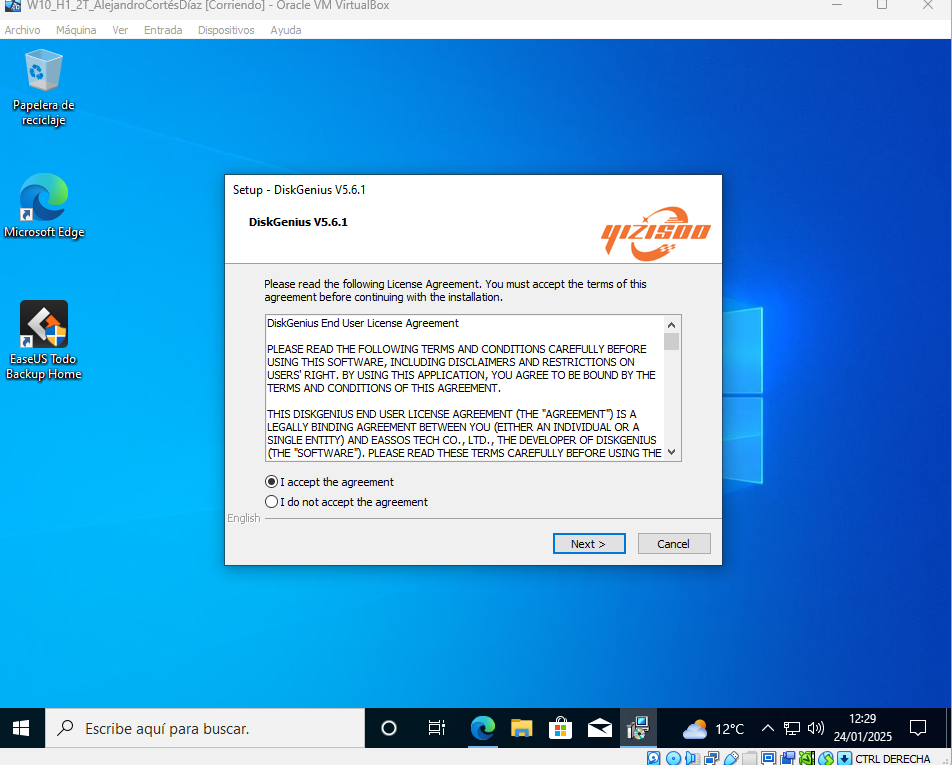 W10_H1_2T_AlejandroCortésDíaz [Corriendo] - Oracle VM VirtualBox
Archivo Máquina Ver Entrada Dispositivos Ayuda
Papelera de
reciclaje
Microsoft Edge
EaseUS Todo
Backup Home
Setup - DiskGenius V5.6.1
DiskGenius V5.6.1
YIZISOO
Please read the following License Agreement. You must accept the terms of this
agreement before continuing with the installation.
DiskGenius End User License Agreement
PLEASE READ THE FOLLOWING TERMS AND CONDITIONS CAREFULLY BEFORE
USING THIS SOFTWARE, INCLUDING DISCLAIMERS AND RESTRICTIONS ON
USERS' RIGHT. BY USING THIS APPLICATION, YOU AGREE TO BE BOUND BY THE
TERMS AND CONDITIONS OF THIS AGREEMENT.
THIS DISKGENIUS END USER LICENSE AGREEMENT (THE "AGREEMENT") IS A
LEGALLY BINDING AGREEMENT BETWEEN YOU (EITHER AN INDIVIDUAL OR A
SINGLE ENTITY) AND EASSOS TECH CO., LTD., THE DEVELOPER OF DISKGENIUS
(THE "SOFTWARE"). PLEASE READ THESE TERMS CAREFULLY BEFORE USING THE
I accept the agreement
I do not accept the agreement
English
Next >
Cancel
Escribe aquí para buscar.
12°C
12:29
24/01/2025
CTRL DERECHA